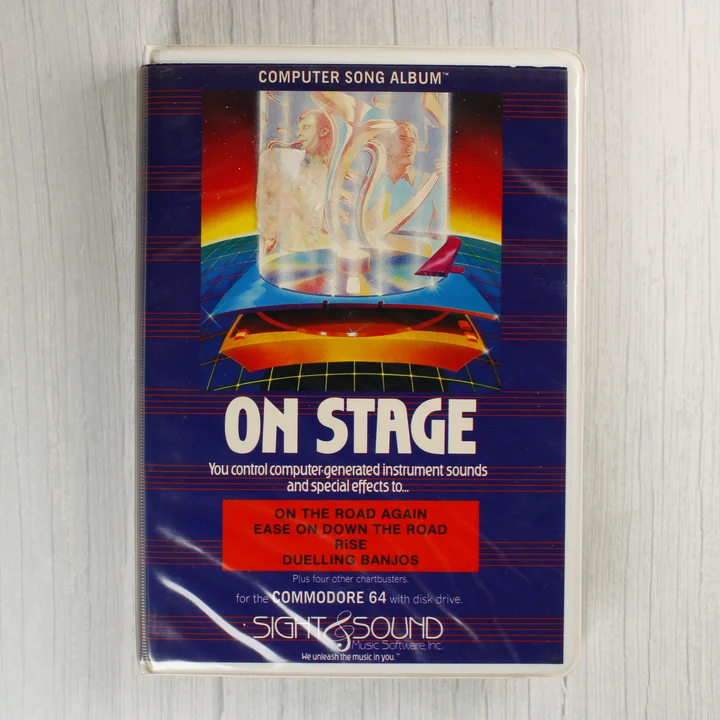 COMPUTER SONG ALBUM™
ON STAGE
You control computer-generated instrument sounds
and special effects to...
ON THE ROAD AGAIN
EASE ON DOWN THE ROAD
RiSE
DUELLING BANJOS
Plus four other chartbusters.
for the COMMODORE 64 with disk drive.
SIGHT & SOUND
Music Software, Inc.
We unleash the music in you.™